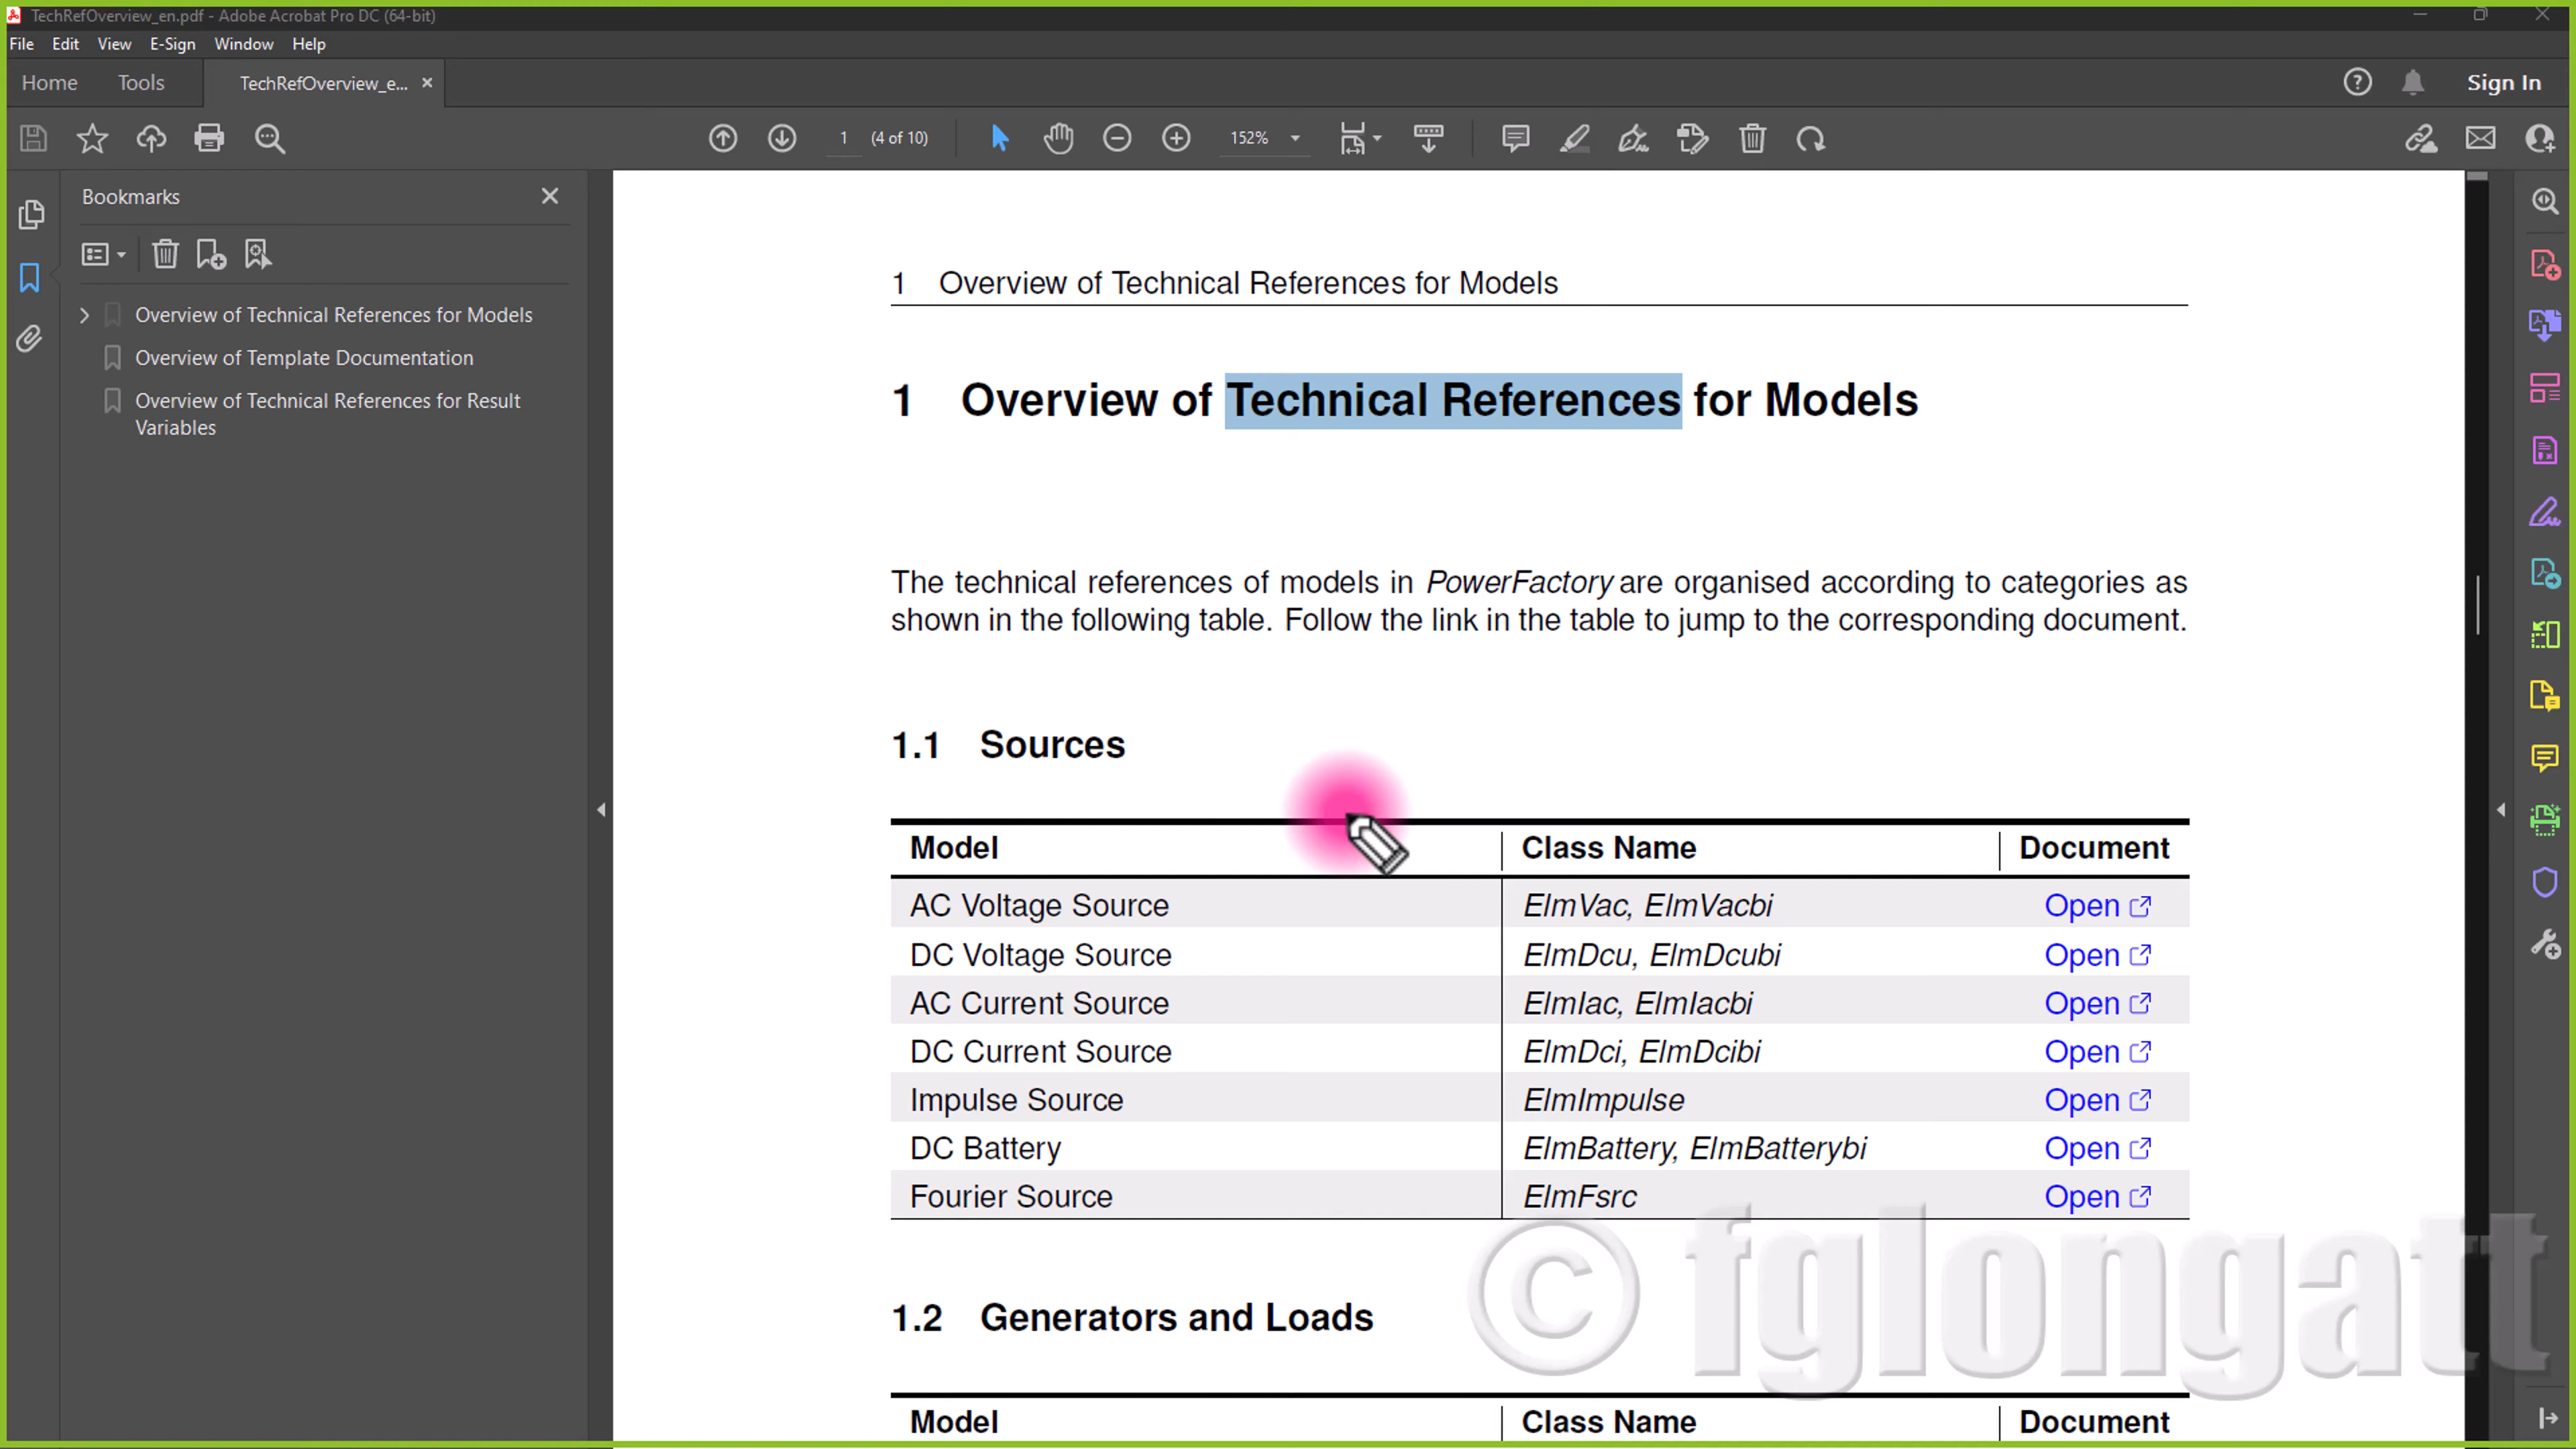 TechRefOverview_en.pdf - Adobe Acrobat Pro DC (64-bit)
File Edit View E-Sign Window Help
Home Tools TechRefOverview_e... × Sign In
1 (4 of 10) 152%
Bookmarks
Overview of Technical References for Models
Overview of Template Documentation
Overview of Technical References for Result
Variables
1 Overview of Technical References for Models
1 Overview of Technical References for Models
The technical references of models in PowerFactory are organised according to categories as
shown in the following table. Follow the link in the table to jump to the corresponding document.
1.1 Sources
Model Class Name Document
AC Voltage Source ElmVac, ElmVacbi Open
DC Voltage Source ElmDcu, ElmDcubi Open
AC Current Source ElmIac, ElmIacbi Open
DC Current Source ElmDci, ElmDcibi Open
Impulse Source ElmImpulse Open
DC Battery ElmBattery, ElmBatterybi Open
Fourier Source ElmFsrc Open
© fglongatt
1.2 Generators and Loads
Model Class Name Document